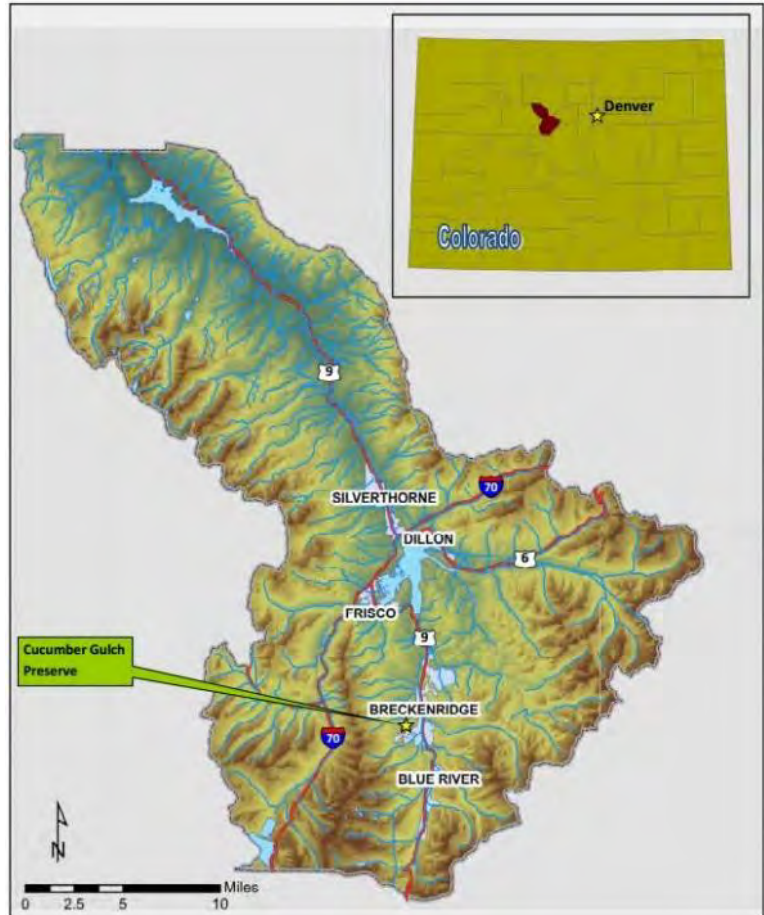 Denver
Colorado
9
SILVERTHORNE
70
DILLON
6
FRISCO
9
Cucumber Gulch
Preserve
BRECKENRIDGE
70
BLUE RIVER
N
Miles
0 2.5 5 10